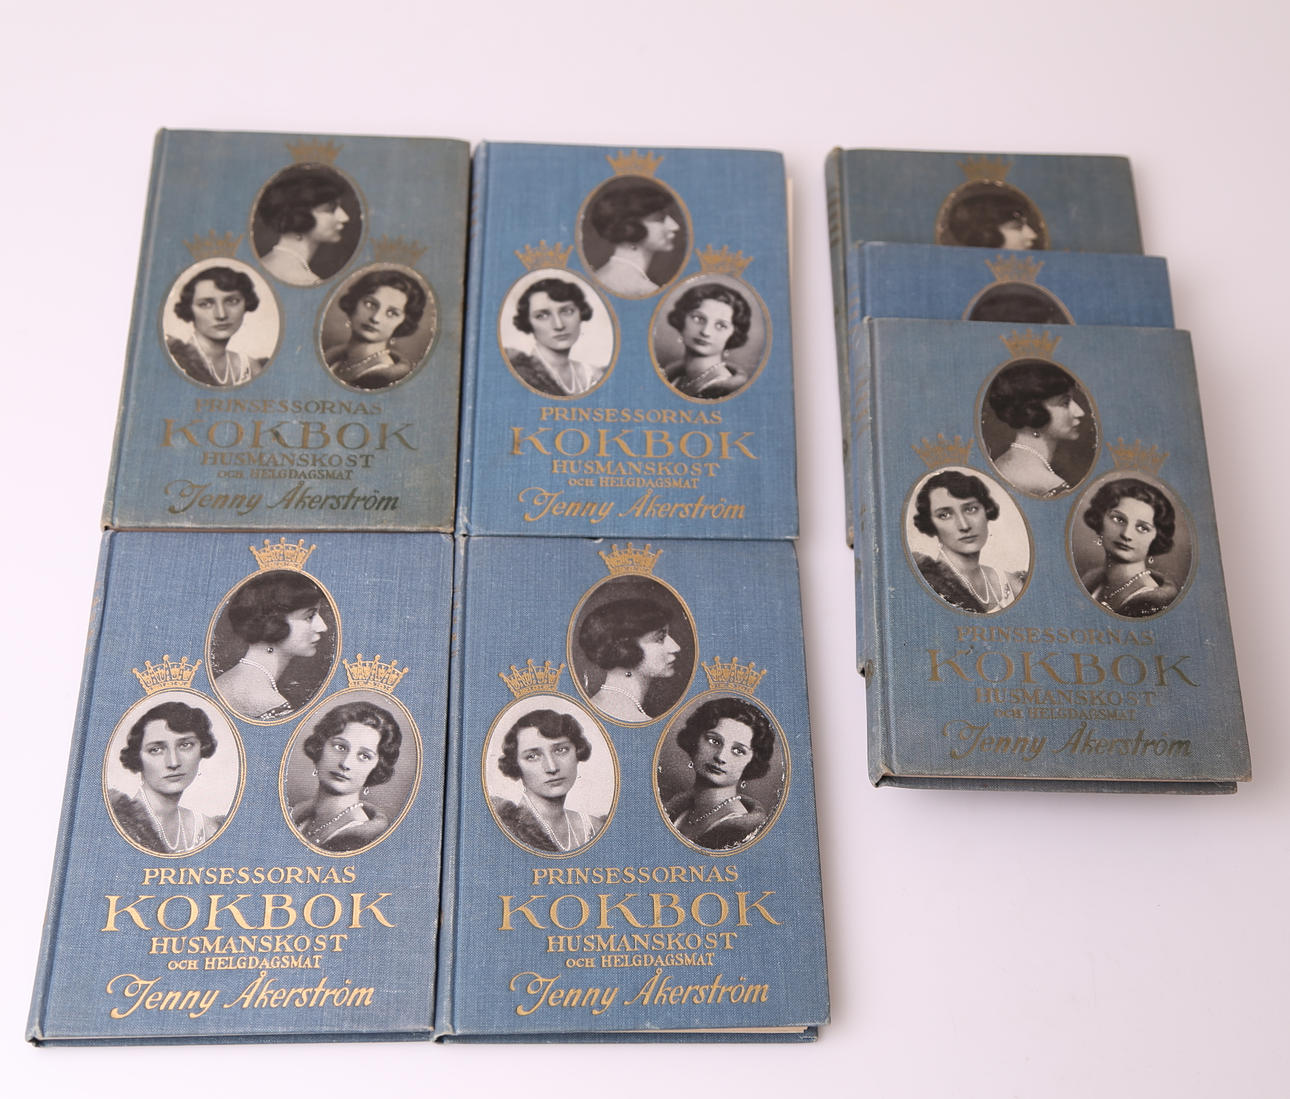 PRINSESSORNAS
KOKBOK
HUSMANSKOST
OCH HELGDAGSMAT
Jenny Åkerström
PRINSESSORNAS
KOKBOK
HUSMANSKOST
OCH HELGDAGSMAT
Jenny Åkerström
PRINSESSORNAS
KOKBOK
HUSMANSKOST
OCH HELGDAGSMAT
Jenny Åkerström
PRINSESSORNAS
KOKBOK
HUSMANSKOST
OCH HELGDAGSMAT
Jenny Åkerström
PRINSESSORNAS
KOKBOK
HUSMANSKOST
OCH HELGDAGSMAT
Jenny Åkerström